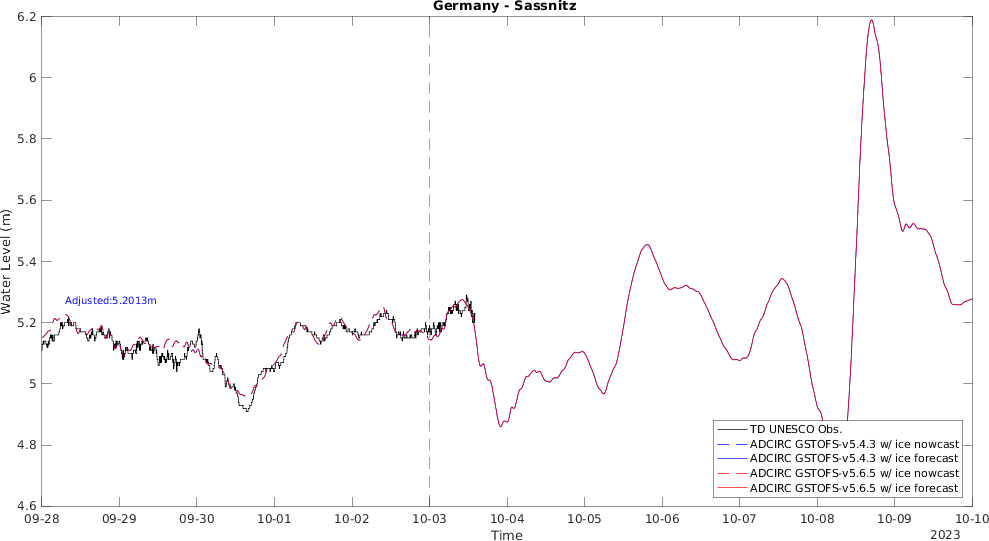 Germany - Sassnitz
6.2
6
5.8
5.6
5.4
5.2
5
4.8
4.6
Water Level (m)
Adjusted:5.2013m
TD UNESCO Obs.
ADCIRC GSTOFS-v5.4.3 w/ ice nowcast
ADCIRC GSTOFS-v5.4.3 w/ ice forecast
ADCIRC GSTOFS-v5.6.5 w/ ice nowcast
ADCIRC GSTOFS-v5.6.5 w/ ice forecast
09-28 09-29 09-30 10-01 10-02 10-03 10-04 10-05 10-06 10-07 10-08 10-09 10-10
Time
2023